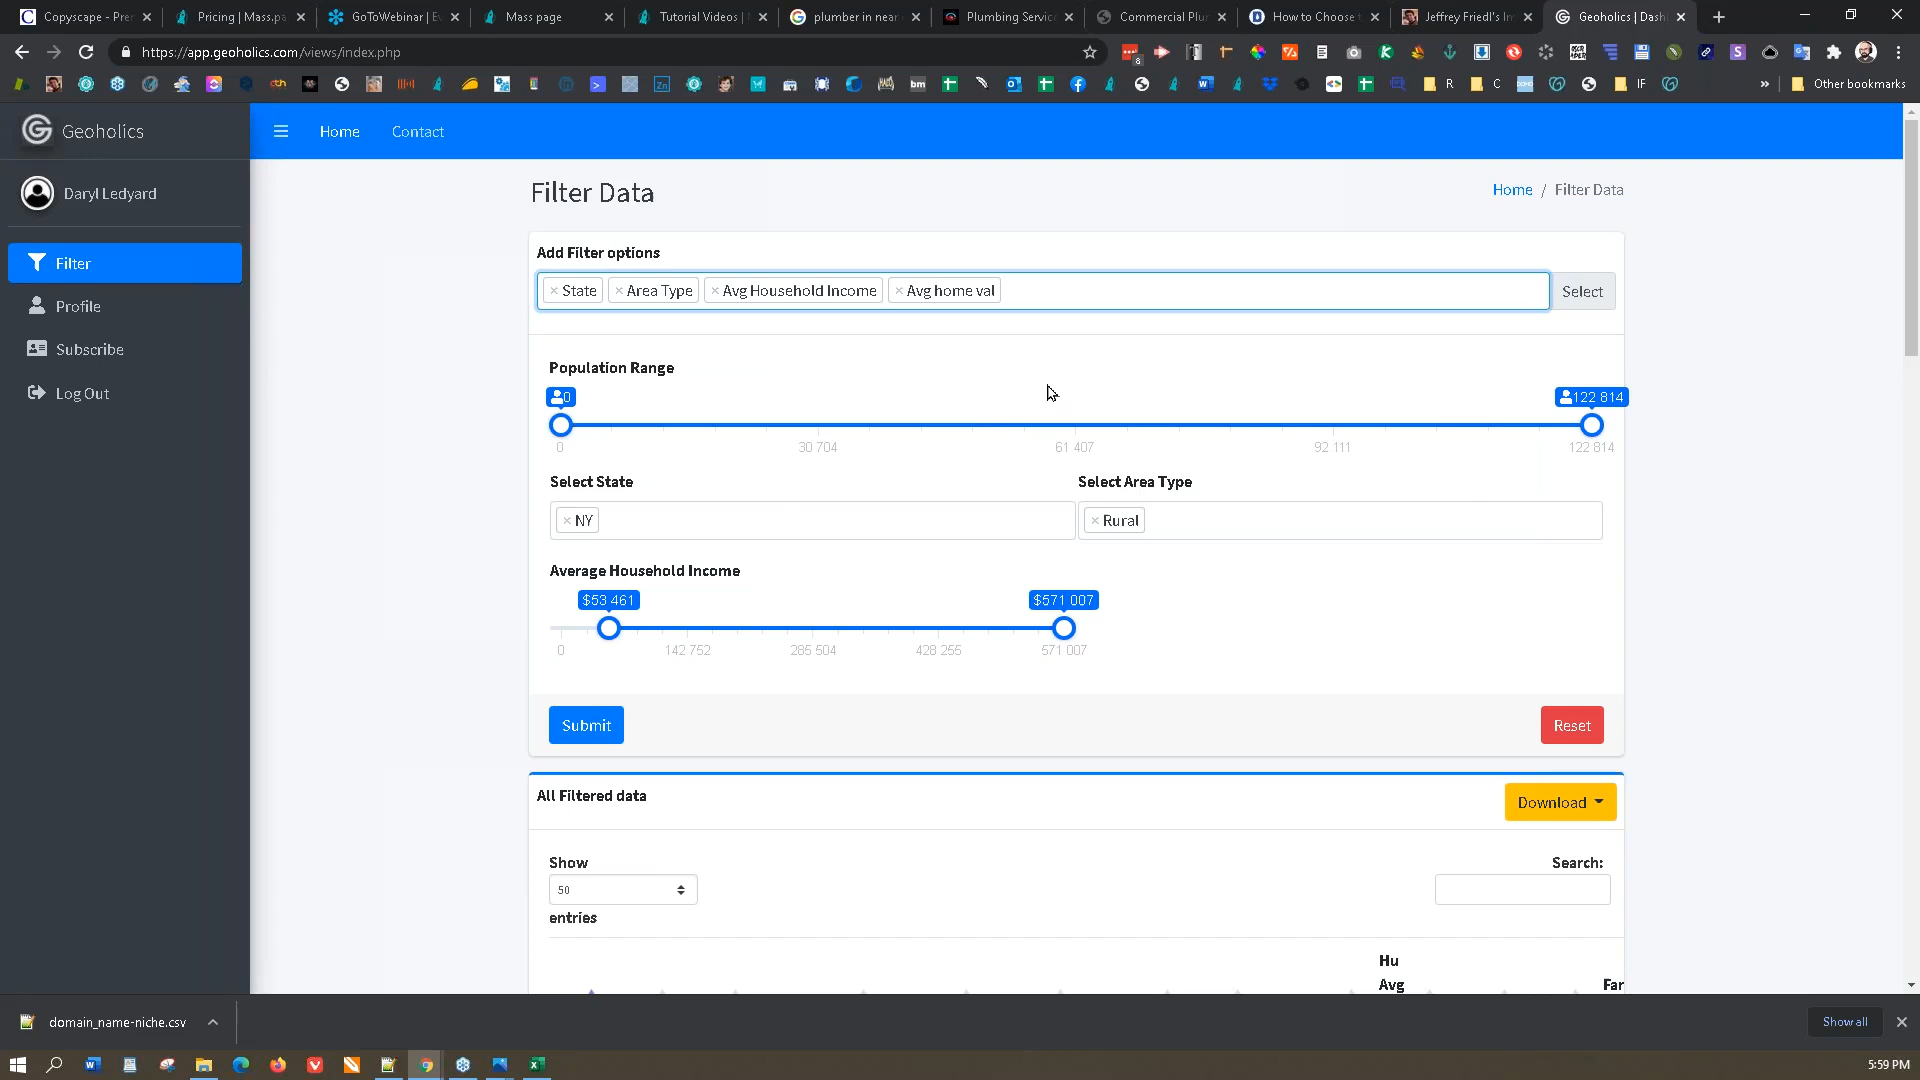 Copyscape - Pre
Pricing | Mass.pa
GoToWebinar | E
Mass page
Tutorial Videos |
plumber in near
Plumbing Servic
Commercial Plu
How to Choose
Jeffrey Friedl's I
Geoholics | Dash
https://app.geoholics.com/views/index.php
8
bm
Zn
R
C
IF
»
Other bookmarks
Geoholics
Home
Contact
Daryl Ledyard
Filter
Profile
Subscribe
Log Out
Filter Data
Home / Filter Data
Add Filter options
× State
× Area Type
× Avg Household Income
× Avg home val
Select
Population Range
0
122 814
0
30 704
61 407
92 111
122 814
Select State
Select Area Type
× NY
× Rural
Average Household Income
$53 461
$571 007
0
142 752
285 504
428 255
571 007
Submit
Reset
All Filtered data
Download
Show
50
entries
Search:
Hu
Avg
Far
domain_name-niche.csv
Show all
5:59 PM